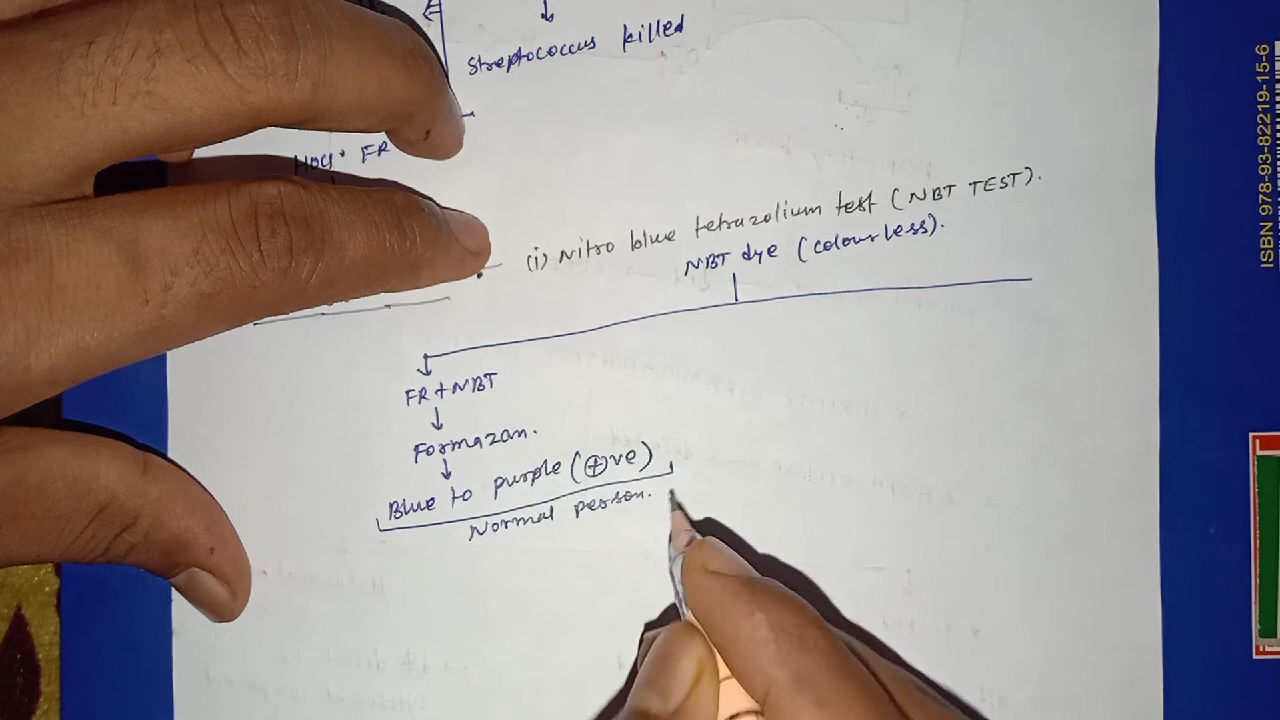 Streptococcus killed
HOCl• FR
(i) Nitro blue tetrazolium test (NBT TEST).
NBT dye (colourless).
FR + NBT
Formazan.
Blue to purple (+ve)
Normal person.
ISBN 978-93-82219-15-6